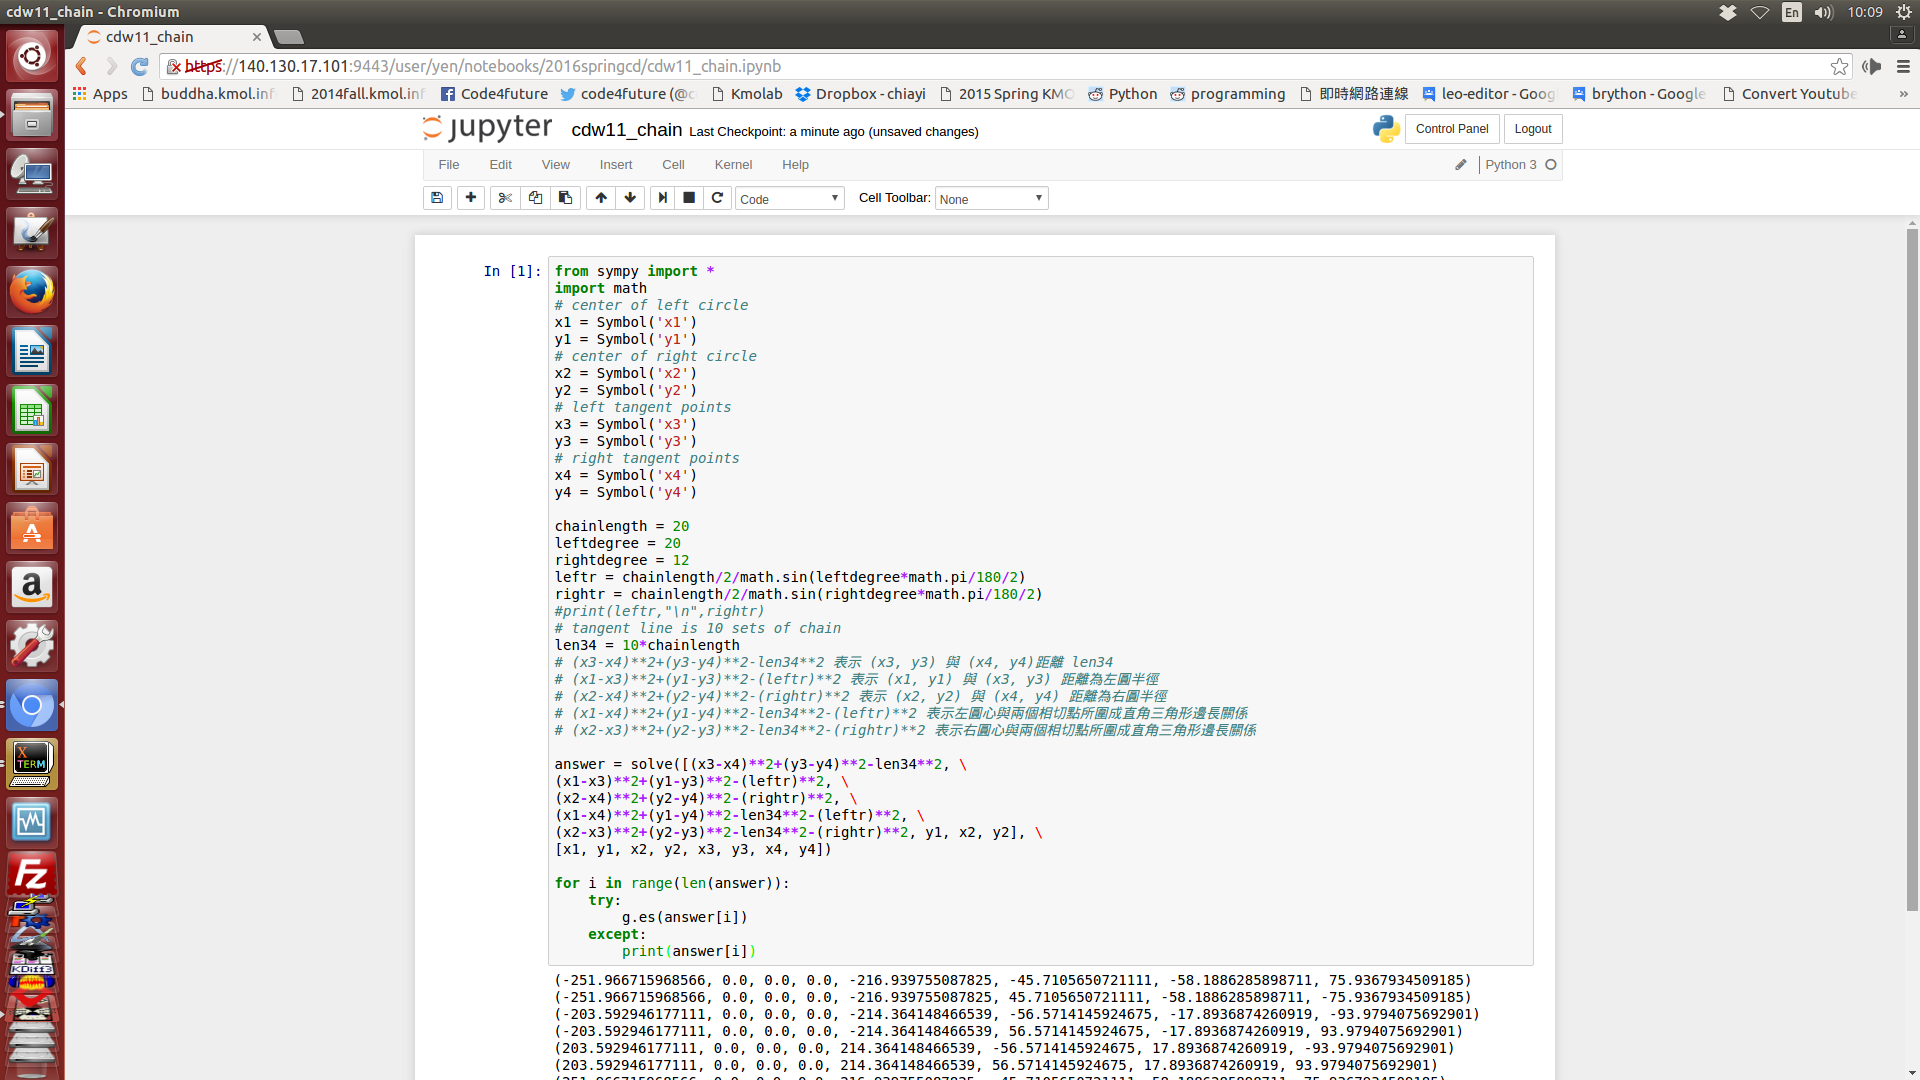 cdw11_chain - Chromium
En
10:09
cdw11_chain
https://140.130.17.101:9443/user/yen/notebooks/2016springcd/cdw11_chain.ipynb
Apps buddha.kmol.inf 2014fall.kmol.inf Code4future code4future (@c Kmolab Dropbox - chiayi 2015 Spring KMO Python programming 即時網路連線 leo-editor - Goog brython - Google Convert Youtube »
jupyter cdw11_chain Last Checkpoint: a minute ago (unsaved changes) Control Panel Logout
File Edit View Insert Cell Kernel Help Python 3
Code Cell Toolbar: None
In [1]:
from sympy import *
import math
# center of left circle
x1 = Symbol('x1')
y1 = Symbol('y1')
# center of right circle
x2 = Symbol('x2')
y2 = Symbol('y2')
# left tangent points
x3 = Symbol('x3')
y3 = Symbol('y3')
# right tangent points
x4 = Symbol('x4')
y4 = Symbol('y4')
chainlength = 20
leftdegree = 20
rightdegree = 12
leftr = chainlength/2/math.sin(leftdegree*math.pi/180/2)
rightr = chainlength/2/math.sin(rightdegree*math.pi/180/2)
#print(leftr,"\n",rightr)
# tangent line is 10 sets of chain
len34 = 10*chainlength
# (x3-x4)**2+(y3-y4)**2-len34**2 表示 (x3, y3) 與 (x4, y4)距離 len34
# (x1-x3)**2+(y1-y3)**2-(leftr)**2 表示 (x1, y1) 與 (x3, y3) 距離為左圓半徑
# (x2-x4)**2+(y2-y4)**2-(rightr)**2 表示 (x2, y2) 與 (x4, y4) 距離為右圓半徑
# (x1-x4)**2+(y1-y4)**2-len34**2-(leftr)**2 表示左圓心與兩個相切點所圍成直角三角形邊長關係
# (x2-x3)**2+(y2-y3)**2-len34**2-(rightr)**2 表示右圓心與兩個相切點所圍成直角三角形邊長關係
answer = solve([(x3-x4)**2+(y3-y4)**2-len34**2, \
(x1-x3)**2+(y1-y3)**2-(leftr)**2, \
(x2-x4)**2+(y2-y4)**2-(rightr)**2, \
(x1-x4)**2+(y1-y4)**2-len34**2-(leftr)**2, \
(x2-x3)**2+(y2-y3)**2-len34**2-(rightr)**2, y1, x2, y2], \
[x1, y1, x2, y2, x3, y3, x4, y4])
for i in range(len(answer)):
try:
g.es(answer[i])
except:
print(answer[i])
(-251.966715968566, 0.0, 0.0, 0.0, -216.939755087825, -45.7105650721111, -58.1886285898711, 75.9367934509185)
(-251.966715968566, 0.0, 0.0, 0.0, -216.939755087825, 45.7105650721111, -58.1886285898711, -75.9367934509185)
(-203.592946177111, 0.0, 0.0, 0.0, -214.364148466539, -56.5714145924675, -17.8936874260919, -93.9794075692901)
(-203.592946177111, 0.0, 0.0, 0.0, -214.364148466539, 56.5714145924675, -17.8936874260919, 93.9794075692901)
(203.592946177111, 0.0, 0.0, 0.0, 214.364148466539, -56.5714145924675, 17.8936874260919, -93.9794075692901)
(203.592946177111, 0.0, 0.0, 0.0, 214.364148466539, 56.5714145924675, 17.8936874260919, 93.9794075692901)
X TERM
KDiff3